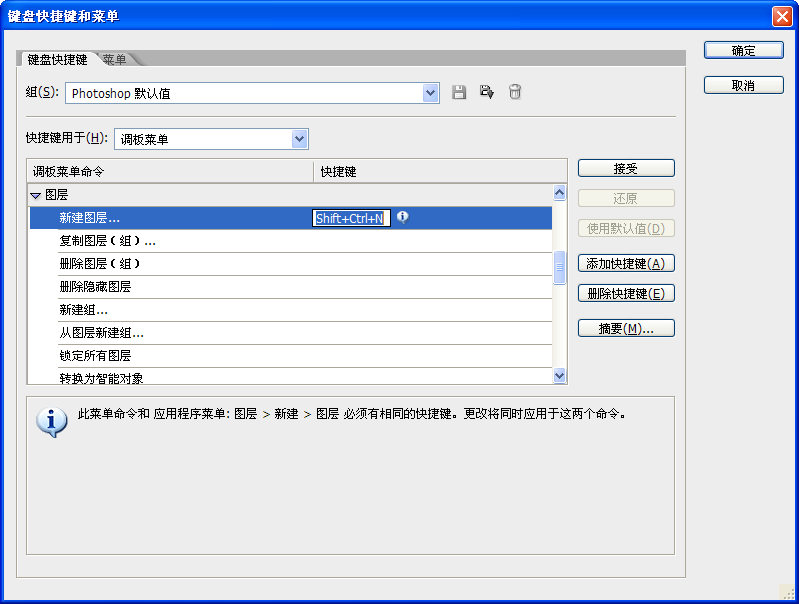 键盘快捷键和菜单
键盘快捷键 菜单
确定
取消
组(S): Photoshop 默认值
快捷键用于(H): 调板菜单
调板菜单命令 快捷键
图层
新建图层... Shift+Ctrl+N
复制图层（组）...
删除图层（组）
删除隐藏图层
新建组...
从图层新建组...
锁定所有图层
转换为智能对象
接受
还原
使用默认值(D)
添加快捷键(A)
删除快捷键(E)
摘要(M)...
此菜单命令和 应用程序菜单: 图层 > 新建 > 图层 必须有相同的快捷键。更改将同时应用于这两个命令。